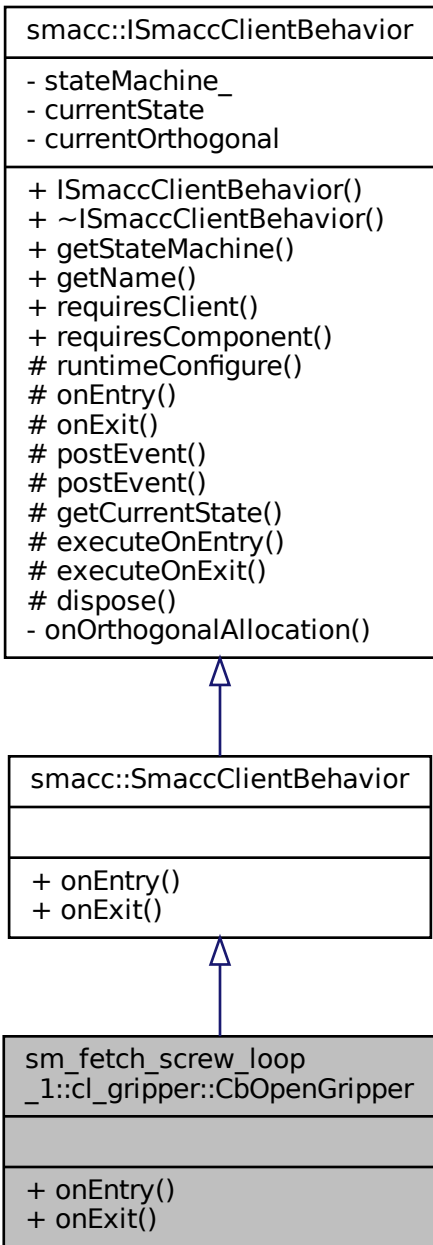 smacc::ISmaccClientBehavior
- stateMachine_
- currentState
- currentOrthogonal
+ ISmaccClientBehavior()
+ ~ISmaccClientBehavior()
+ getStateMachine()
+ getName()
+ requiresClient()
+ requiresComponent()
# runtimeConfigure()
# onEntry()
# onExit()
# postEvent()
# postEvent()
# getCurrentState()
# executeOnEntry()
# executeOnExit()
# dispose()
- onOrthogonalAllocation()
smacc::SmaccClientBehavior
+ onEntry()
+ onExit()
sm_fetch_screw_loop
_1::cl_gripper::CbOpenGripper
+ onEntry()
+ onExit()